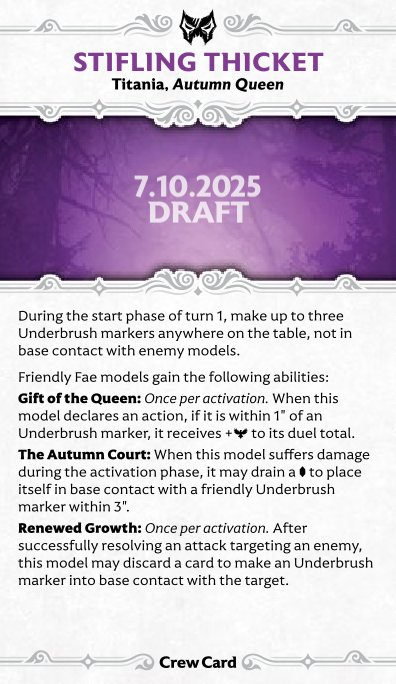 STIFLING THICKET
Titania, Autumn Queen
7.10.2025
DRAFT
During the start phase of turn 1, make up to three
Underbrush markers anywhere on the table, not in
base contact with enemy models.
Friendly Fae models gain the following abilities:
Gift of the Queen: Once per activation. When this
model declares an action, if it is within 1" of an
Underbrush marker, it receives + to its duel total.
The Autumn Court: When this model suffers damage
during the activation phase, it may drain a to place
itself in base contact with a friendly Underbrush
marker within 3".
Renewed Growth: Once per activation. After
successfully resolving an attack targeting an enemy,
this model may discard a card to make an Underbrush
marker into base contact with the target.
Crew Card